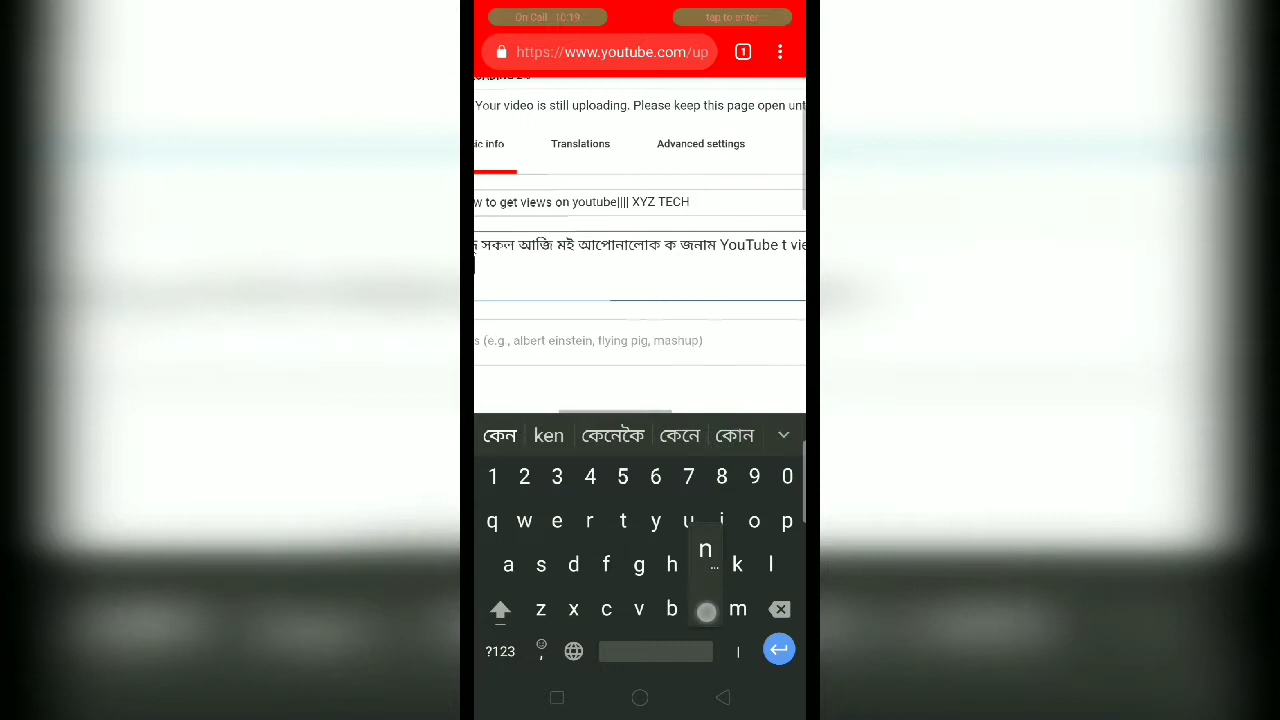 On Call 10:19 tap to enter
https://www.youtube.com/up 1
Your video is still uploading. Please keep this page open unt
ic info Translations Advanced settings
w to get views on youtube|||| XYZ TECH
সকল আজি মই আপোনালোক ক জনাম YouTube t vie
s (e.g., albert einstein, flying pig, mashup)
কেন ken কেনেকৈ কেনে কোন
1 2 3 4 5 6 7 8 9 0
q w e r t y u i o p
a s d f g h n k l
z x c v b m
?123 , |